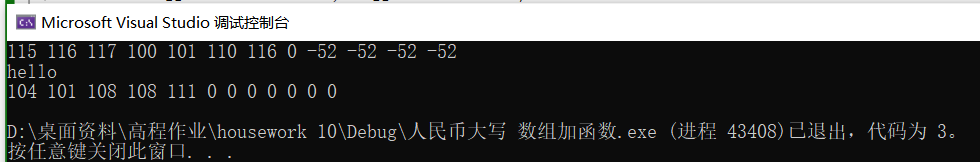 Microsoft Visual Studio 调试控制台
115 116 117 100 101 110 116 0 -52 -52 -52 -52
hello
104 101 108 108 111 0 0 0 0 0 0 0
D:\桌面资料\高程作业\housework 10\Debug\人民币大写 数组加函数.exe (进程 43408)已退出，代码为 3。
按任意键关闭此窗口. . .